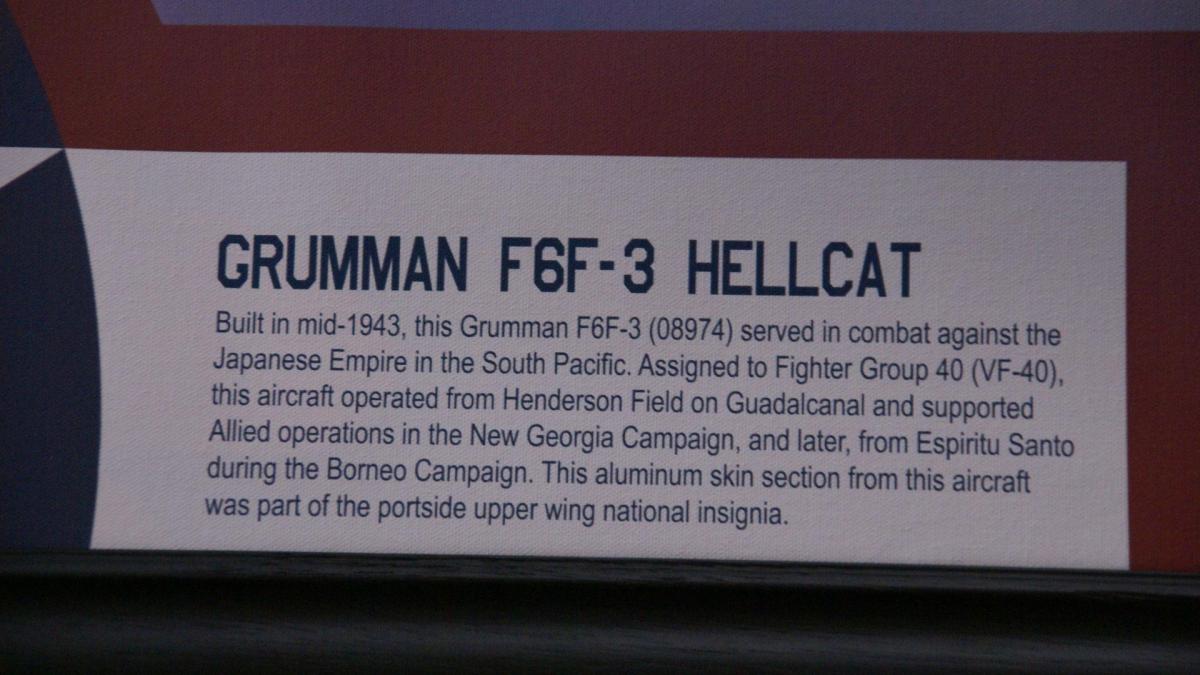 GRUMMAN F6F-3 HELLCAT
Built in mid-1943, this Grumman F6F-3 (08974) served in combat against the
Japanese Empire in the South Pacific. Assigned to Fighter Group 40 (VF-40),
this aircraft operated from Henderson Field on Guadalcanal and supported
Allied operations in the New Georgia Campaign, and later, from Espiritu Santo
during the Borneo Campaign. This aluminum skin section from this aircraft
was part of the portside upper wing national insignia.